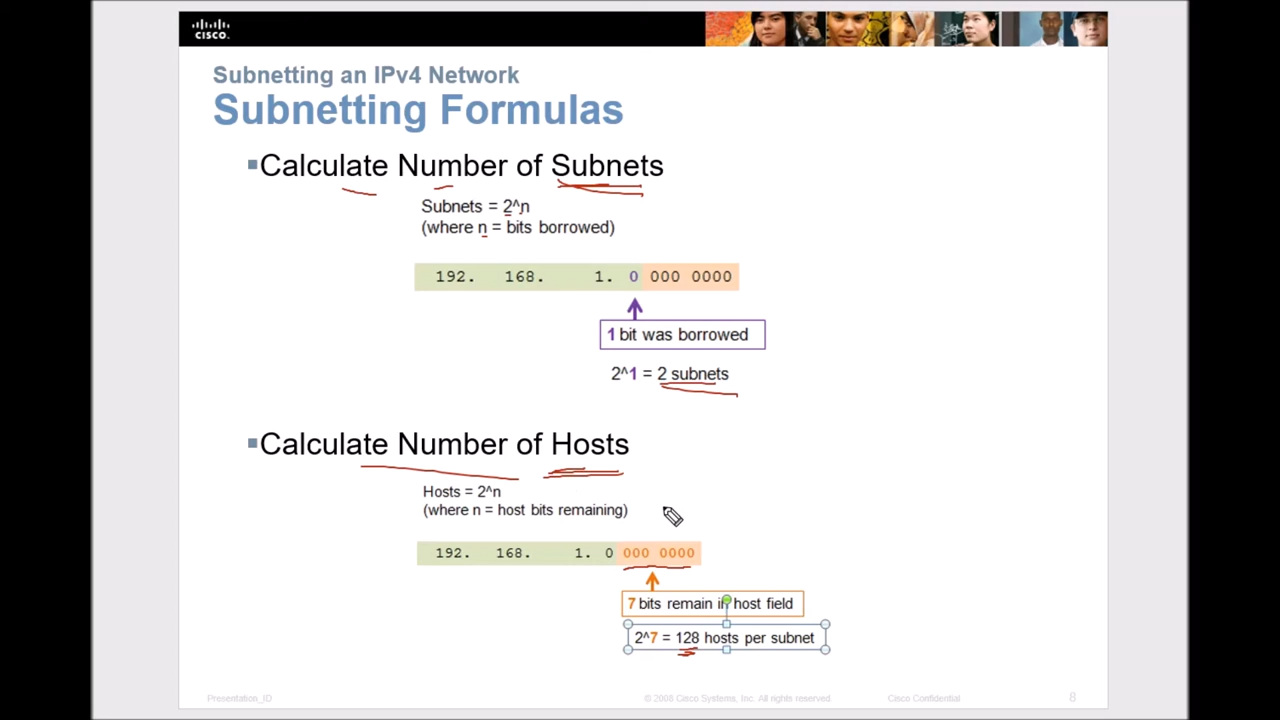 CISCO.
Subnetting an IPv4 Network
Subnetting Formulas
Calculate Number of Subnets
Subnets = 2^n
(where n = bits borrowed)
192. 168. 1. 0 000 0000
1 bit was borrowed
2^1 = 2 subnets
Calculate Number of Hosts
Hosts = 2^n
(where n = host bits remaining)
192. 168. 1. 0 000 0000
7 bits remain in host field
2^7 = 128 hosts per subnet
Presentation_ID
© 2008 Cisco Systems, Inc. All rights reserved.
Cisco Confidential
8